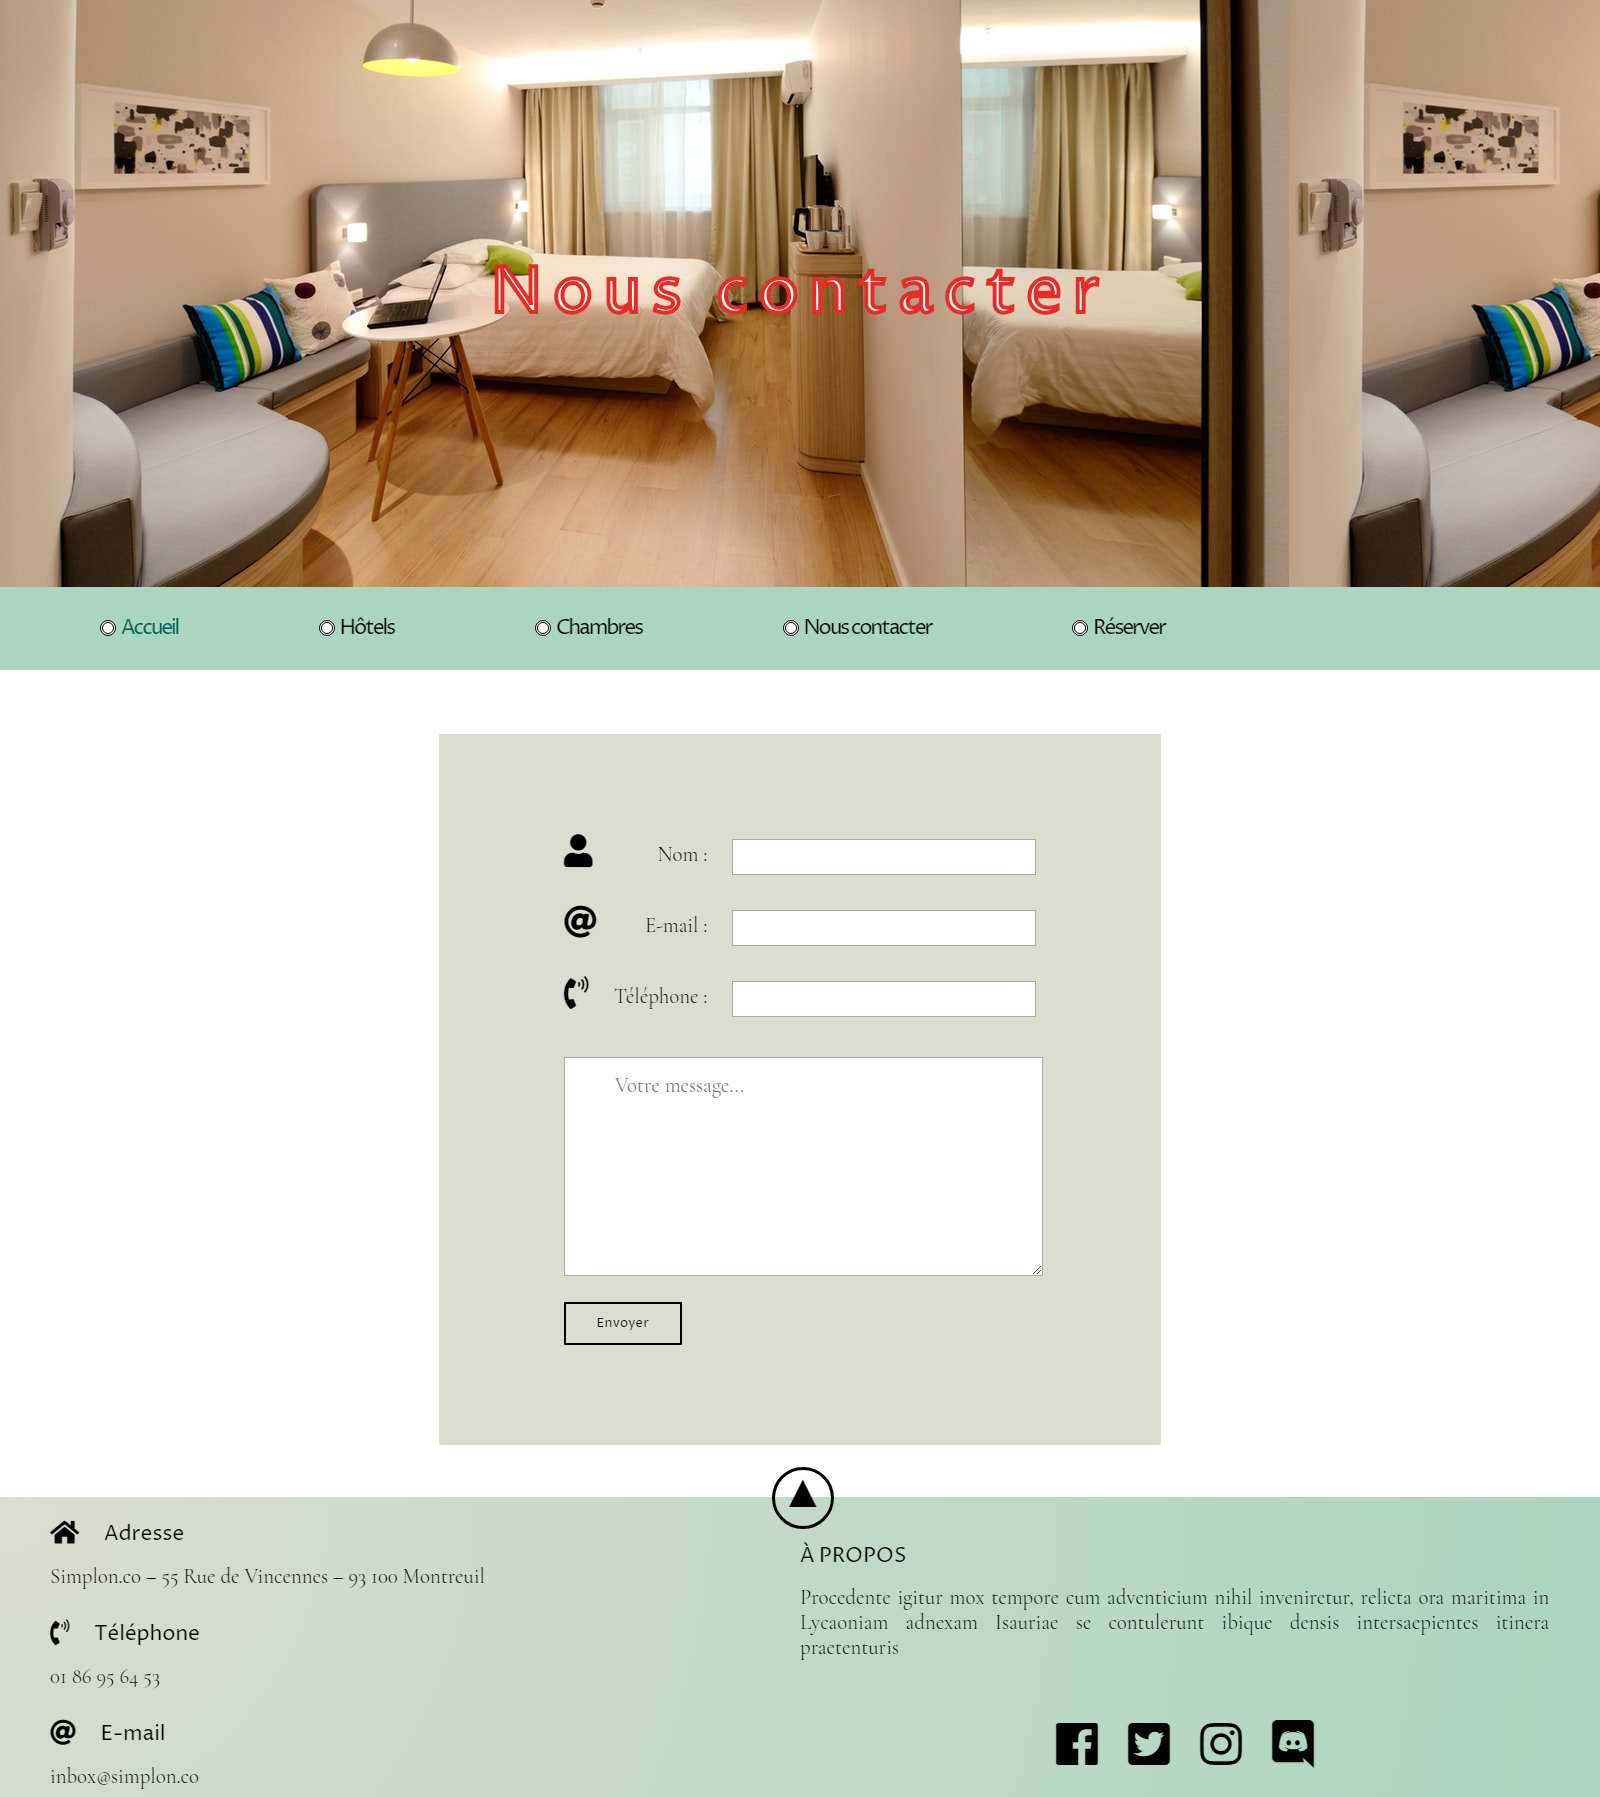 Nous contacter
Accueil
Hôtels
Chambres
Nous contacter
Réserver
Nom :
E-mail :
Téléphone :
Votre message...
Envoyer
Adresse
Simplon.co – 55 Rue de Vincennes – 93 100 Montreuil
Téléphone
01 86 95 64 53
E-mail
inbox@simplon.co
À PROPOS
Procedente igitur mox tempore cum adventicium nihil inveniretur, relicta ora maritima in
Lycaoniam adnexam Isauriae se contulerunt ibique densis intersaepientes itinera
praetenturis